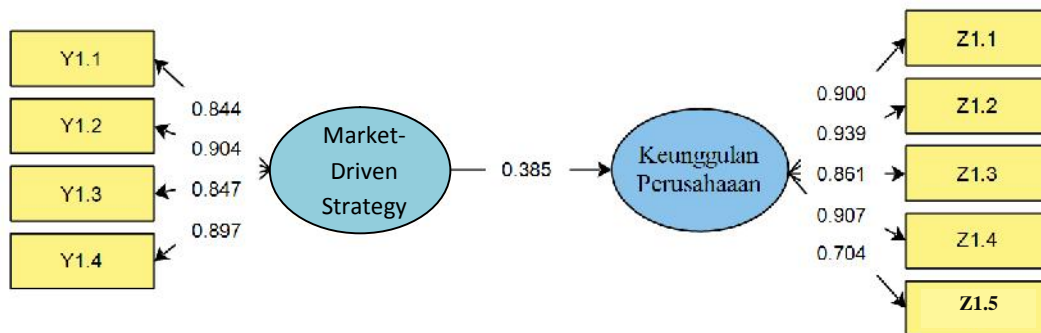 Y1.1
Y1.2
Y1.3
Y1.4
0.844
0.904
0.847
0.897
Market-
Driven
Strategy
0.385
Keunggulan
Perusahaaan
0.900
0.939
0.861
0.907
0.704
Z1.1
Z1.2
Z1.3
Z1.4
Z1.5